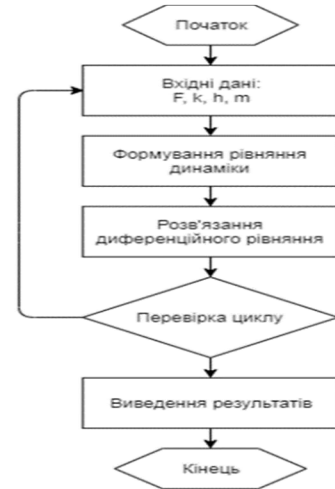 Початок
Вхідні дані:
F, k, h, m
Формування рівняння
динаміки
Розв'язання
диференційного рівняння
Перевірка циклу
Виведення результатів
Кінець